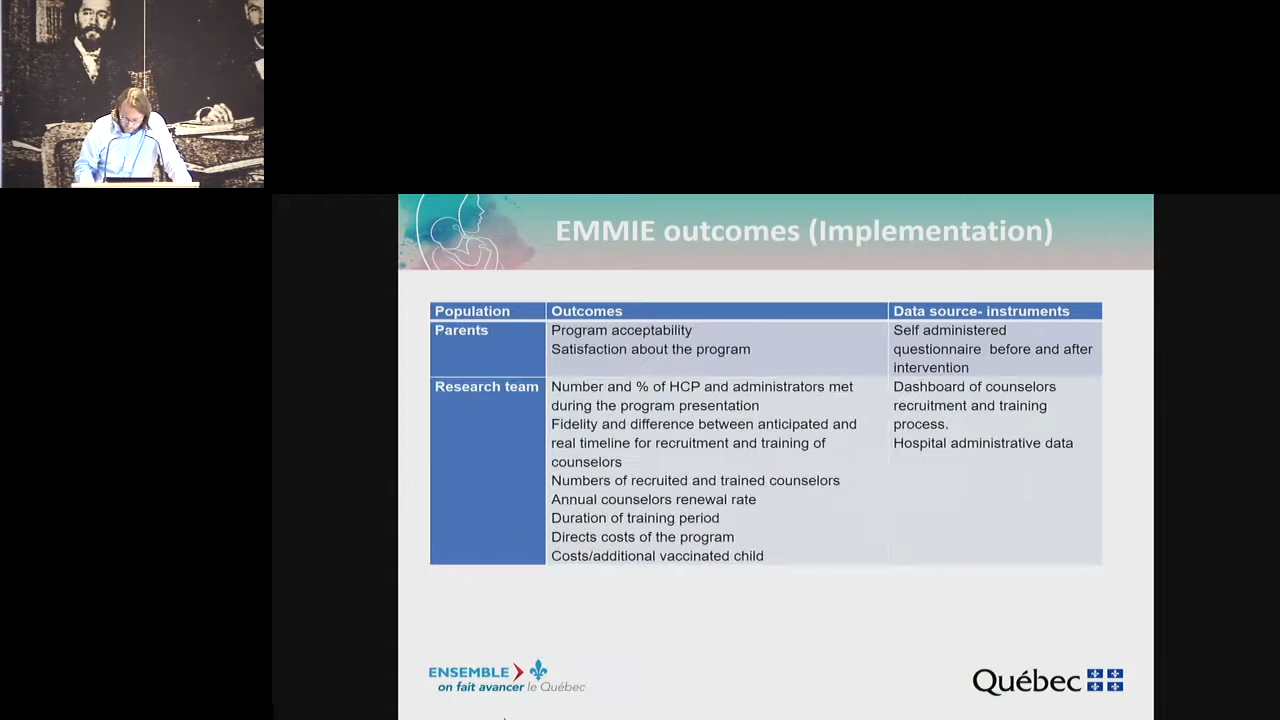 EMMIE outcomes (Implementation)
Population
Outcomes
Data source- instruments
Parents
Program acceptability
Satisfaction about the program
Self administered
questionnaire before and after
intervention
Research team
Number and % of HCP and administrators met
during the program presentation
Fidelity and difference between anticipated and
real timeline for recruitment and training of
counselors
Numbers of recruited and trained counselors
Annual counselors renewal rate
Duration of training period
Directs costs of the program
Costs/additional vaccinated child
Dashboard of counselors
recruitment and training
process.
Hospital administrative data
ENSEMBLE
on fait avancer le Québec
Québec